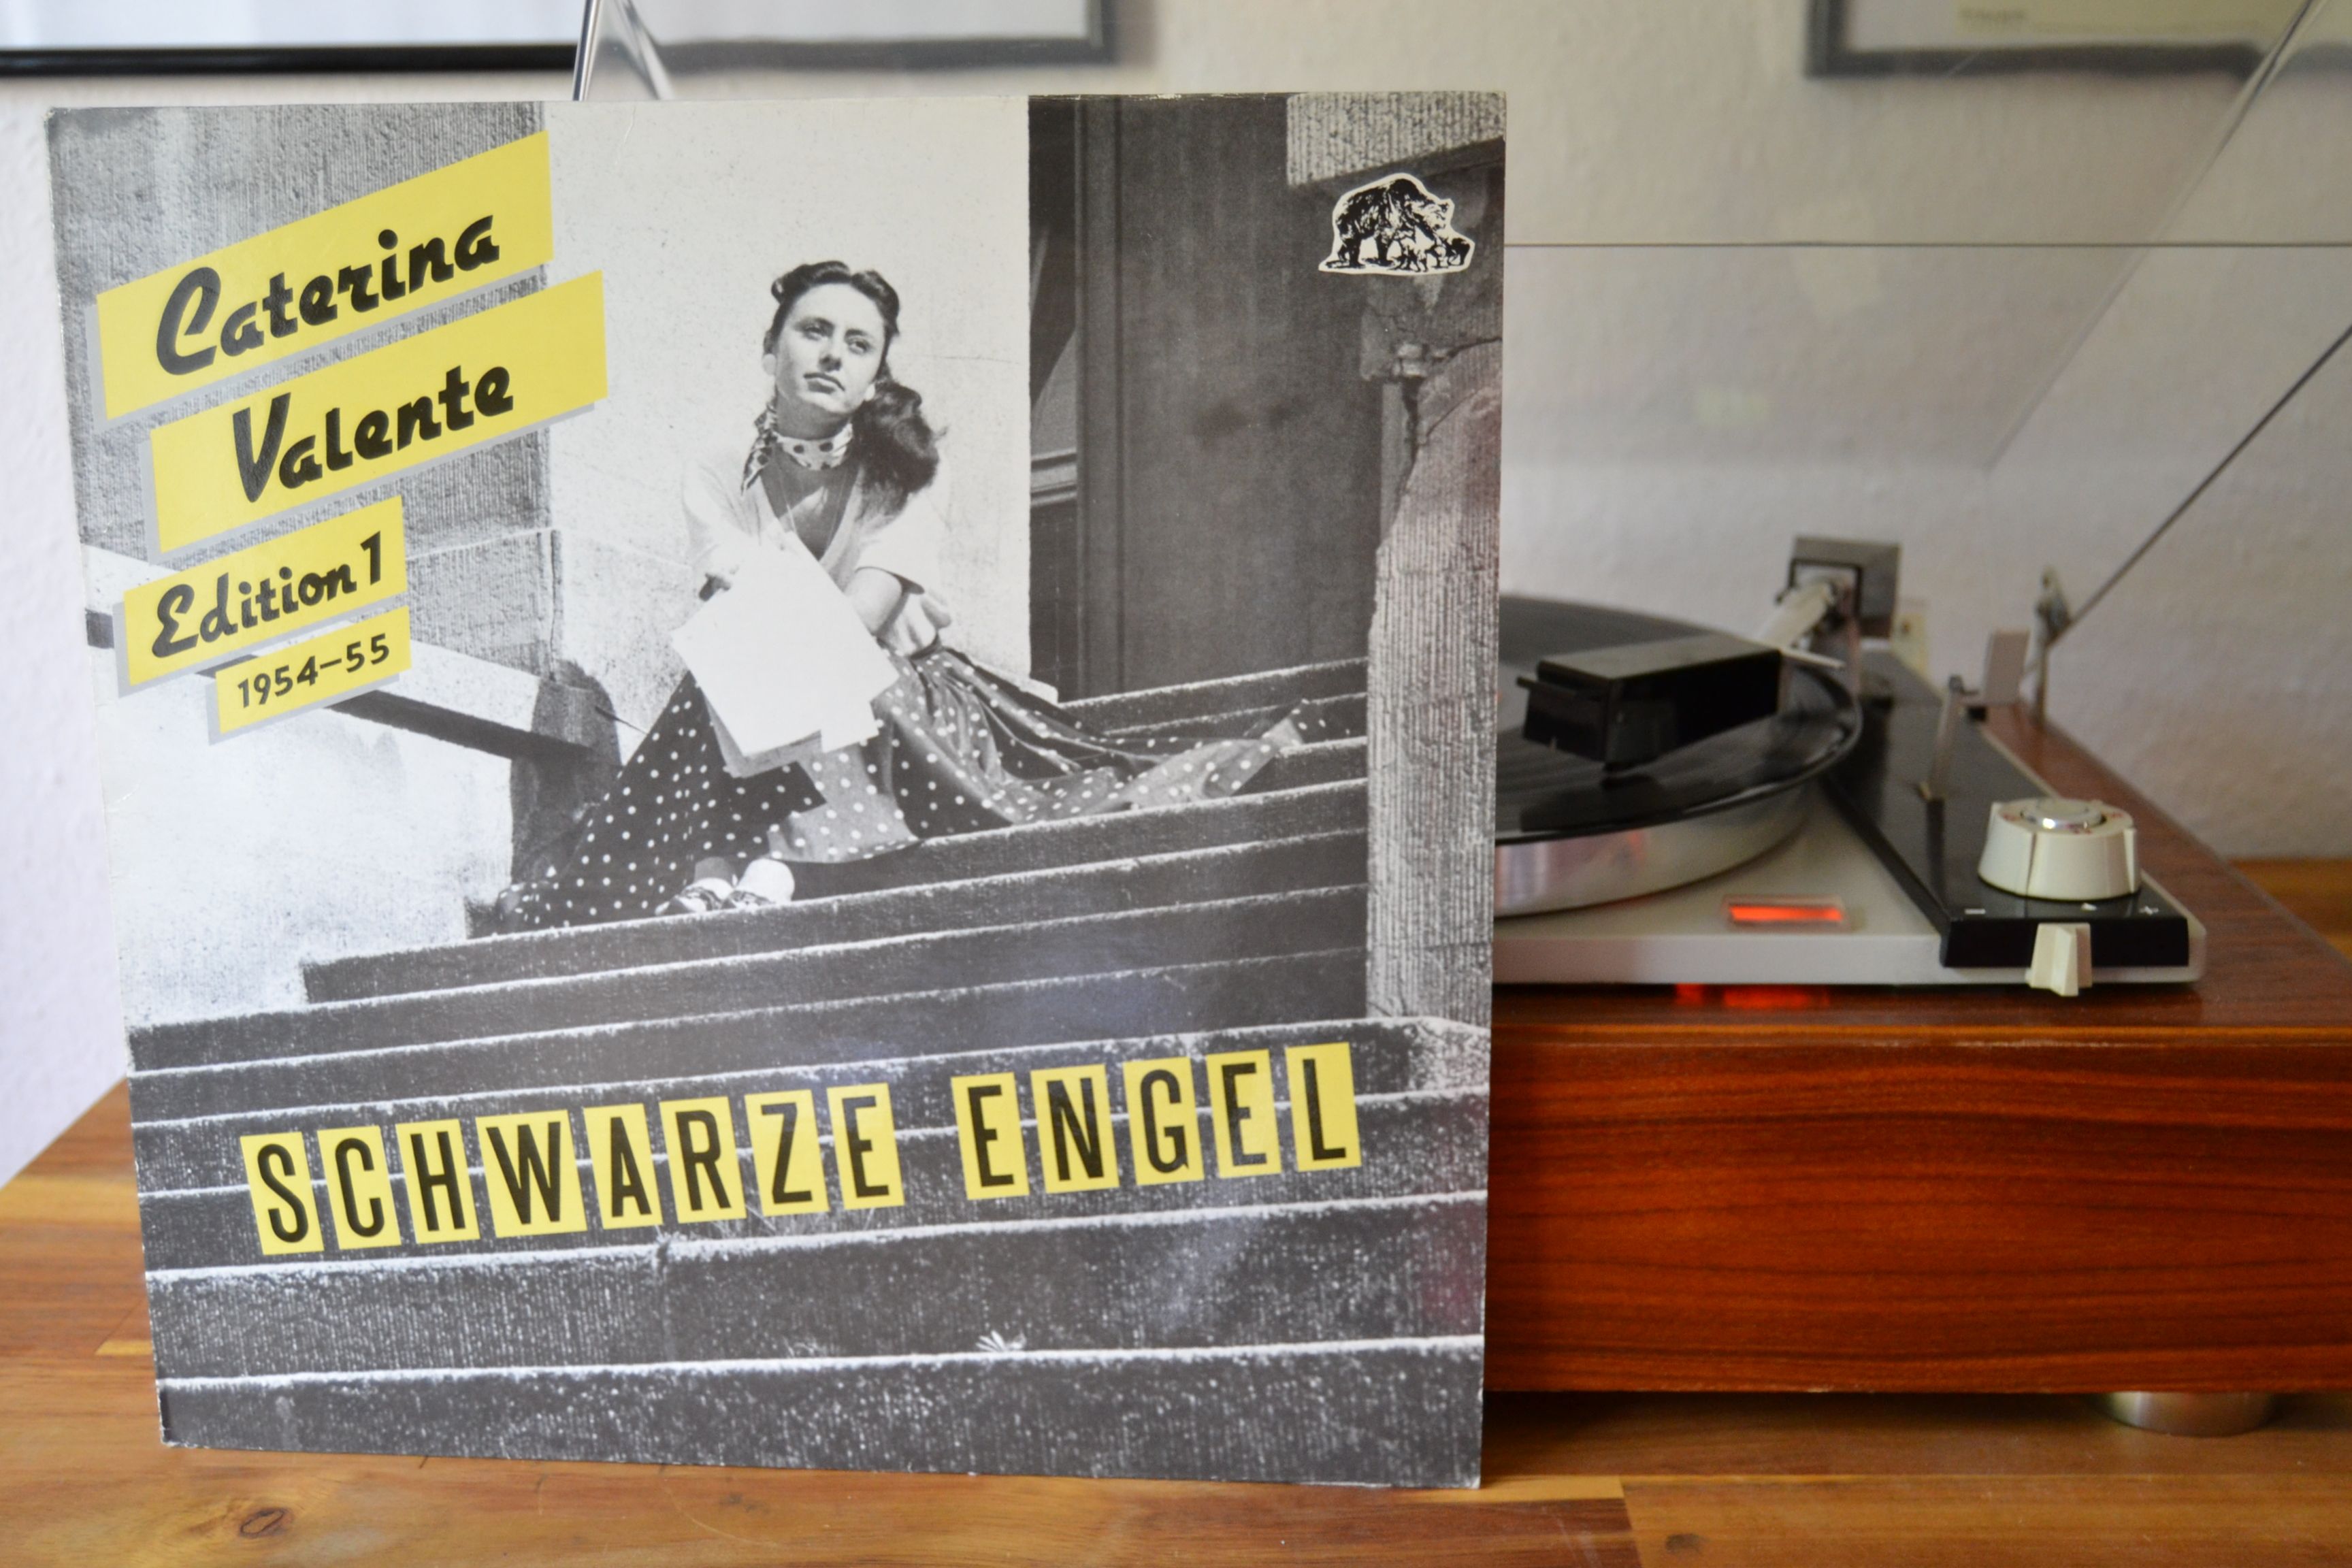 Caterina
Valente
Edition 1
1954–55
SCHWARZE ENGEL